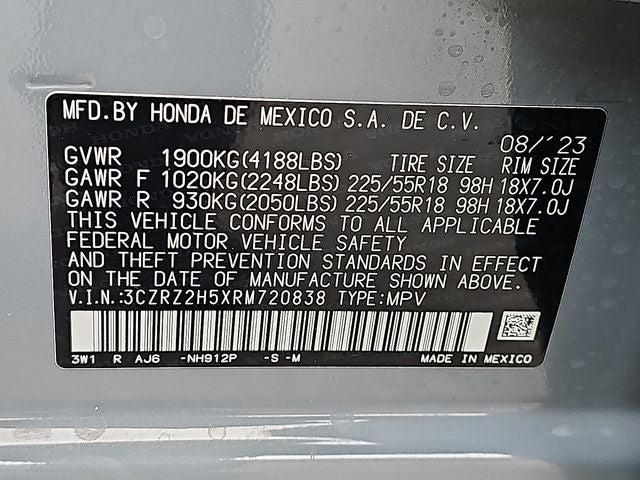 MFD.BY HONDA DE MEXICO S.A. DE C.V.
08/'23
GVWR 1900KG(4188LBS) TIRE SIZE RIM SIZE
GAWR F 1020KG(2248LBS) 225/55R18 98H 18X7.0J
GAWR R 930KG(2050LBS) 225/55R18 98H 18X7.0J
THIS VEHICLE CONFORMS TO ALL APPLICABLE
FEDERAL MOTOR VEHICLE SAFETY
AND THEFT PREVENTION STANDARDS IN EFFECT
ON THE DATE OF MANUFACTURE SHOWN ABOVE.
V.I.N.:3CZRZ2H5XRM720838 TYPE:MPV
3W1 R AJ6 -NH912P -S -M MADE IN MEXICO